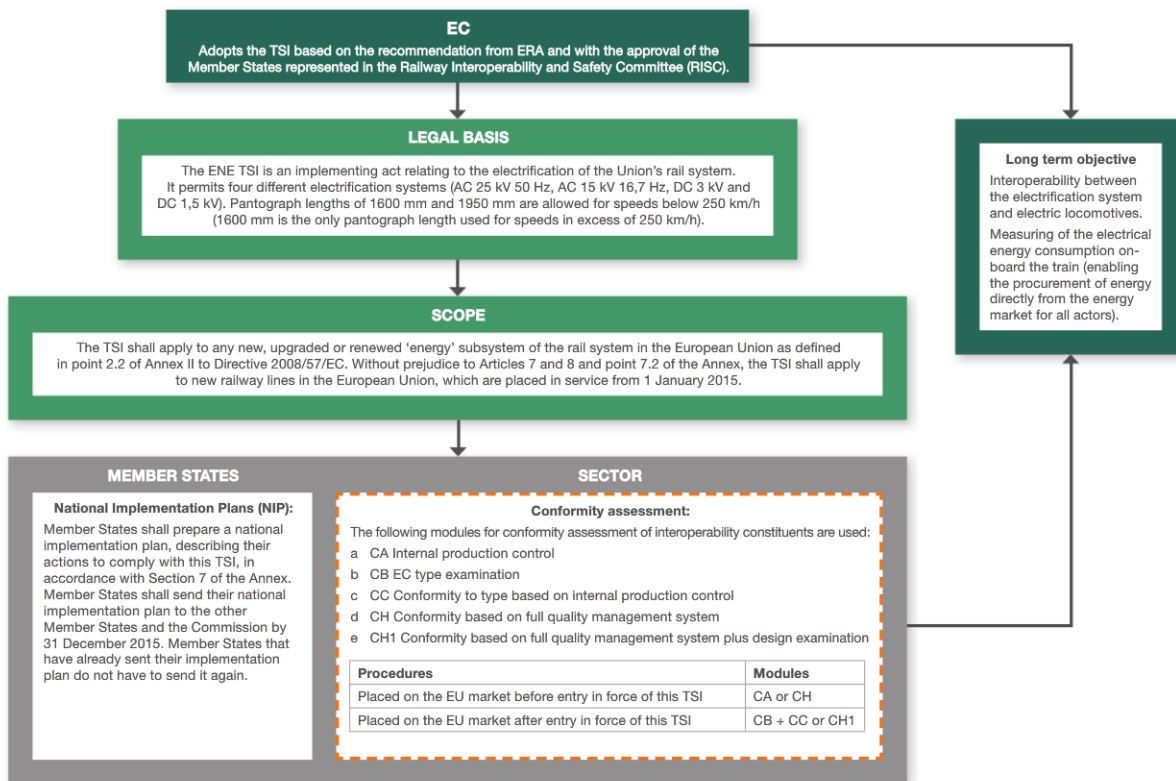 EC
Adopts the TSI based on the recommendation from ERA and with the approval of the
Member States represented in the Railway Interoperability and Safety Committee (RISC).
LEGAL BASIS
The ENE TSI is an implementing act relating to the electrification of the Union's rail system.
It permits four different electrification systems (AC 25 kV 50 Hz, AC 15 kV 16,7 Hz, DC 3 kV and
DC 1,5 kV). Pantograph lengths of 1600 mm and 1950 mm are allowed for speeds below 250 km/h
(1600 mm is the only pantograph length used for speeds in excess of 250 km/h).
Long term objective
Interoperability between
the electrification system
and electric locomotives.
Measuring of the electrical
energy consumption on-
board the train (enabling
the procurement of energy
directly from the energy
market for all actors).
SCOPE
The TSI shall apply to any new, upgraded or renewed ‘energy’ subsystem of the rail system in the European Union as defined
in point 2.2 of Annex II to Directive 2008/57/EC. Without prejudice to Articles 7 and 8 and point 7.2 of the Annex, the TSI shall apply
to new railway lines in the European Union, which are placed in service from 1 January 2015.
MEMBER STATES
National Implementation Plans (NIP):
Member States shall prepare a national
implementation plan, describing their
actions to comply with this TSI, in
accordance with Section 7 of the Annex.
Member States shall send their national
implementation plan to the other
Member States and the Commission by
31 December 2015. Member States that
have already sent their implementation
plan do not have to send it again.
SECTOR
Conformity assessment:
The following modules for conformity assessment of interoperability constituents are used:
a CA Internal production control
b CB EC type examination
c CC Conformity to type based on internal production control
d CH Conformity based on full quality management system
e CH1 Conformity based on full quality management system plus design examination
Procedures Modules
Placed on the EU market before entry in force of this TSI CA or CH
Placed on the EU market after entry in force of this TSI CB + CC or CH1